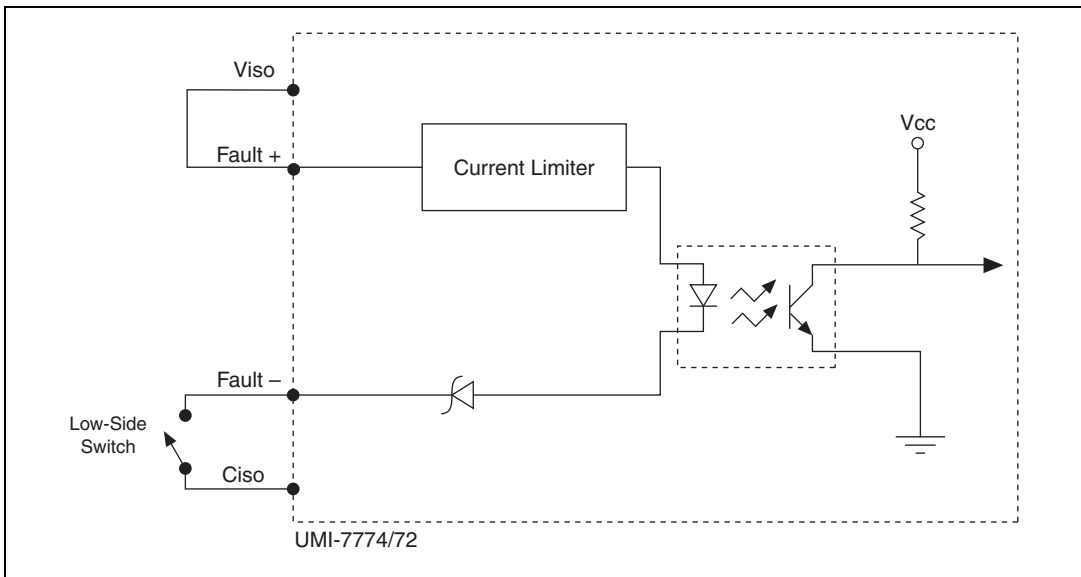 Viso
Vcc
Fault +
Current Limiter
Fault –
Low-Side
Switch
Ciso
UMI-7774/72